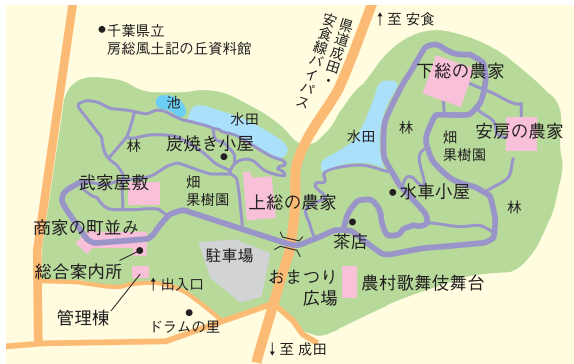 千葉県立
房総風土記の丘資料館
県道成田・
安食線バイパス
↑至 安食
下総の農家
池
水田
水田
林
林
畑
果樹園
安房の農家
炭焼き小屋
武家屋敷
畑
果樹園
上総の農家
水車小屋
林
商家の町並み
茶店
総合案内所
駐車場
おまつり
広場
農村歌舞伎舞台
↑出入口
管理棟
ドラムの里
↓至 成田